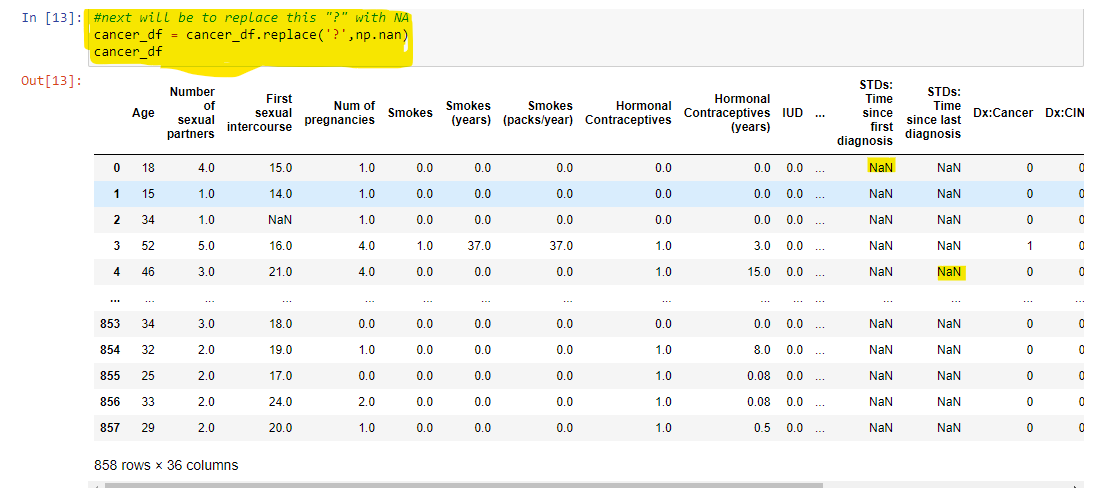 In [13]: #next will be to replace this "?" with NA
cancer_df = cancer_df.replace('?',np.nan)
cancer_df
Out[13]:
Age Number of sexual partners First sexual intercourse Num of pregnancies Smokes Smokes (years) Smokes (packs/year) Hormonal Contraceptives Hormonal Contraceptives (years) IUD ... STDs: Time since first diagnosis STDs: Time since last diagnosis Dx:Cancer Dx:CIN
0 18 4.0 15.0 1.0 0.0 0.0 0.0 0.0 0.0 0.0 ... NaN NaN 0 0
1 15 1.0 14.0 1.0 0.0 0.0 0.0 0.0 0.0 0.0 ... NaN NaN 0 0
2 34 1.0 NaN 1.0 0.0 0.0 0.0 0.0 0.0 0.0 ... NaN NaN 0 0
3 52 5.0 16.0 4.0 1.0 37.0 37.0 1.0 3.0 0.0 ... NaN NaN 1 0
4 46 3.0 21.0 4.0 0.0 0.0 0.0 1.0 15.0 0.0 ... NaN NaN 0 0
... ... ... ... ... ... ... ... ... ... ... ... ... ... ... ...
853 34 3.0 18.0 0.0 0.0 0.0 0.0 0.0 0.0 0.0 ... NaN NaN 0 0
854 32 2.0 19.0 1.0 0.0 0.0 0.0 1.0 8.0 0.0 ... NaN NaN 0 0
855 25 2.0 17.0 0.0 0.0 0.0 0.0 1.0 0.08 0.0 ... NaN NaN 0 0
856 33 2.0 24.0 2.0 0.0 0.0 0.0 1.0 0.08 0.0 ... NaN NaN 0 0
857 29 2.0 20.0 1.0 0.0 0.0 0.0 1.0 0.5 0.0 ... NaN NaN 0 0
858 rows × 36 columns